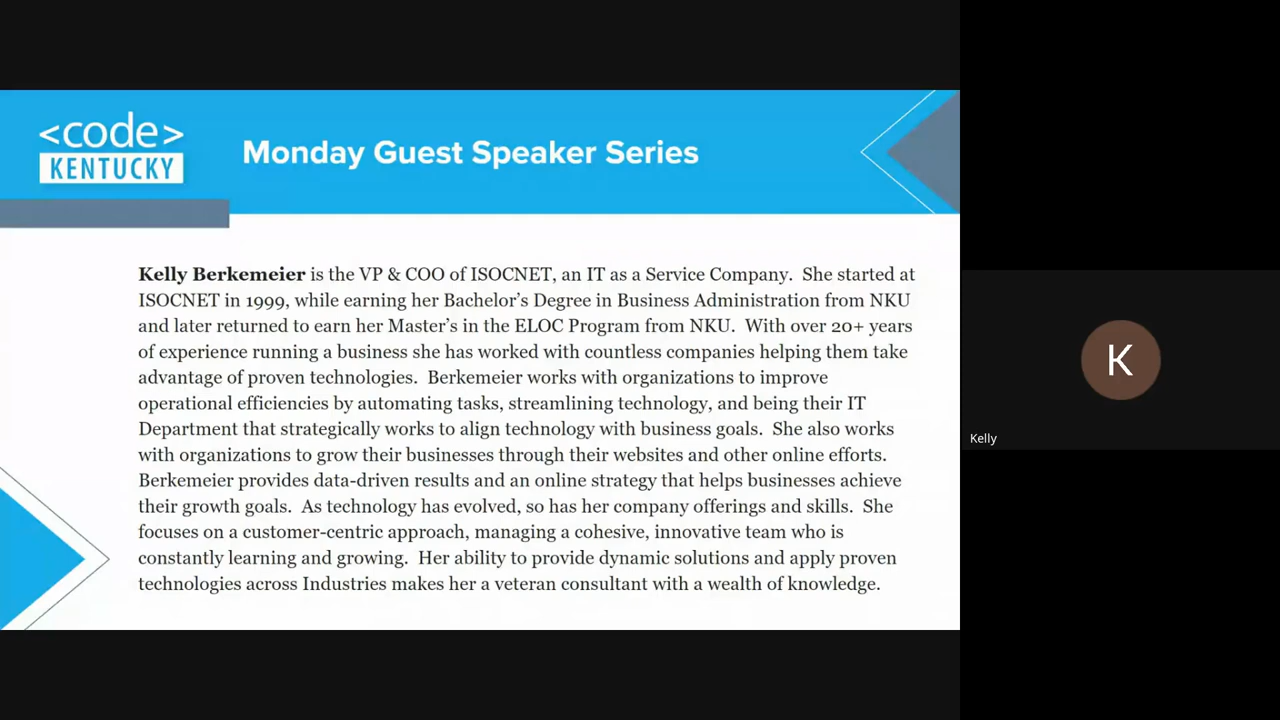 <code>
KENTUCKY
Monday Guest Speaker Series
Kelly Berkemeier is the VP & COO of ISOCNET, an IT as a Service Company.  She started at
ISOCNET in 1999, while earning her Bachelor’s Degree in Business Administration from NKU
and later returned to earn her Master’s in the ELOC Program from NKU.  With over 20+ years
of experience running a business she has worked with countless companies helping them take
advantage of proven technologies.  Berkemeier works with organizations to improve
operational efficiencies by automating tasks, streamlining technology, and being their IT
Department that strategically works to align technology with business goals.  She also works
with organizations to grow their businesses through their websites and other online efforts.
Berkemeier provides data-driven results and an online strategy that helps businesses achieve
their growth goals.  As technology has evolved, so has her company offerings and skills.  She
focuses on a customer-centric approach, managing a cohesive, innovative team who is
constantly learning and growing.  Her ability to provide dynamic solutions and apply proven
technologies across Industries makes her a veteran consultant with a wealth of knowledge.
K
Kelly